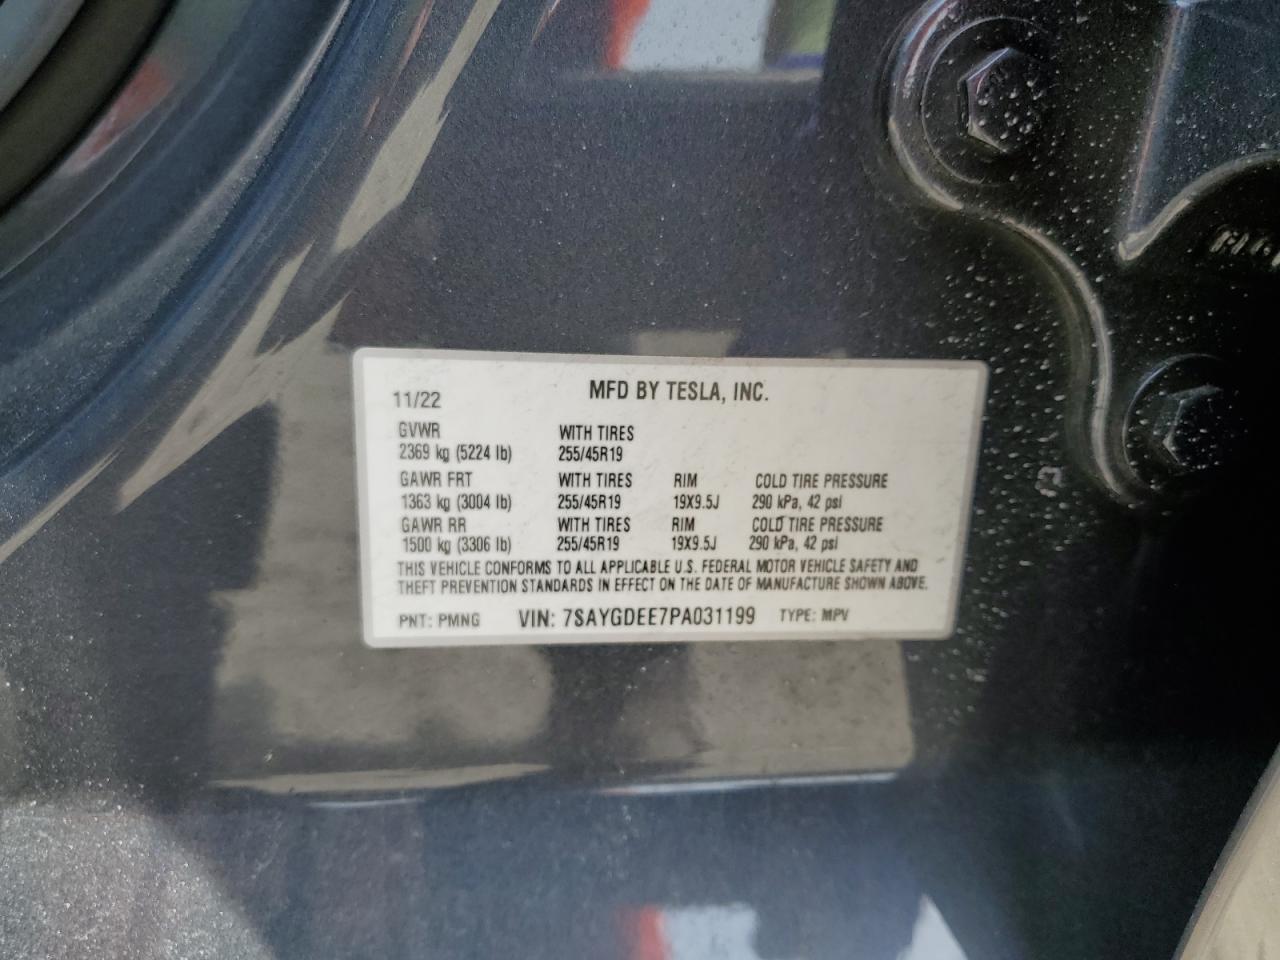 MFD BY TESLA, INC.
11/22
GVWR WITH TIRES
2369 kg (5224 lb) 255/45R19
GAWR FRT WITH TIRES RIM COLD TIRE PRESSURE
1363 kg (3004 lb) 255/45R19 19X9.5J 290 kPa, 42 psi
GAWR RR WITH TIRES RIM COLD TIRE PRESSURE
1500 kg (3306 lb) 255/45R19 19X9.5J 290 kPa, 42 psi
THIS VEHICLE CONFORMS TO ALL APPLICABLE U.S. FEDERAL MOTOR VEHICLE SAFETY AND
THEFT PREVENTION STANDARDS IN EFFECT ON THE DATE OF MANUFACTURE SHOWN ABOVE.
PNT: PMNG VIN: 7SAYGDEE7PA031199 TYPE: MPV